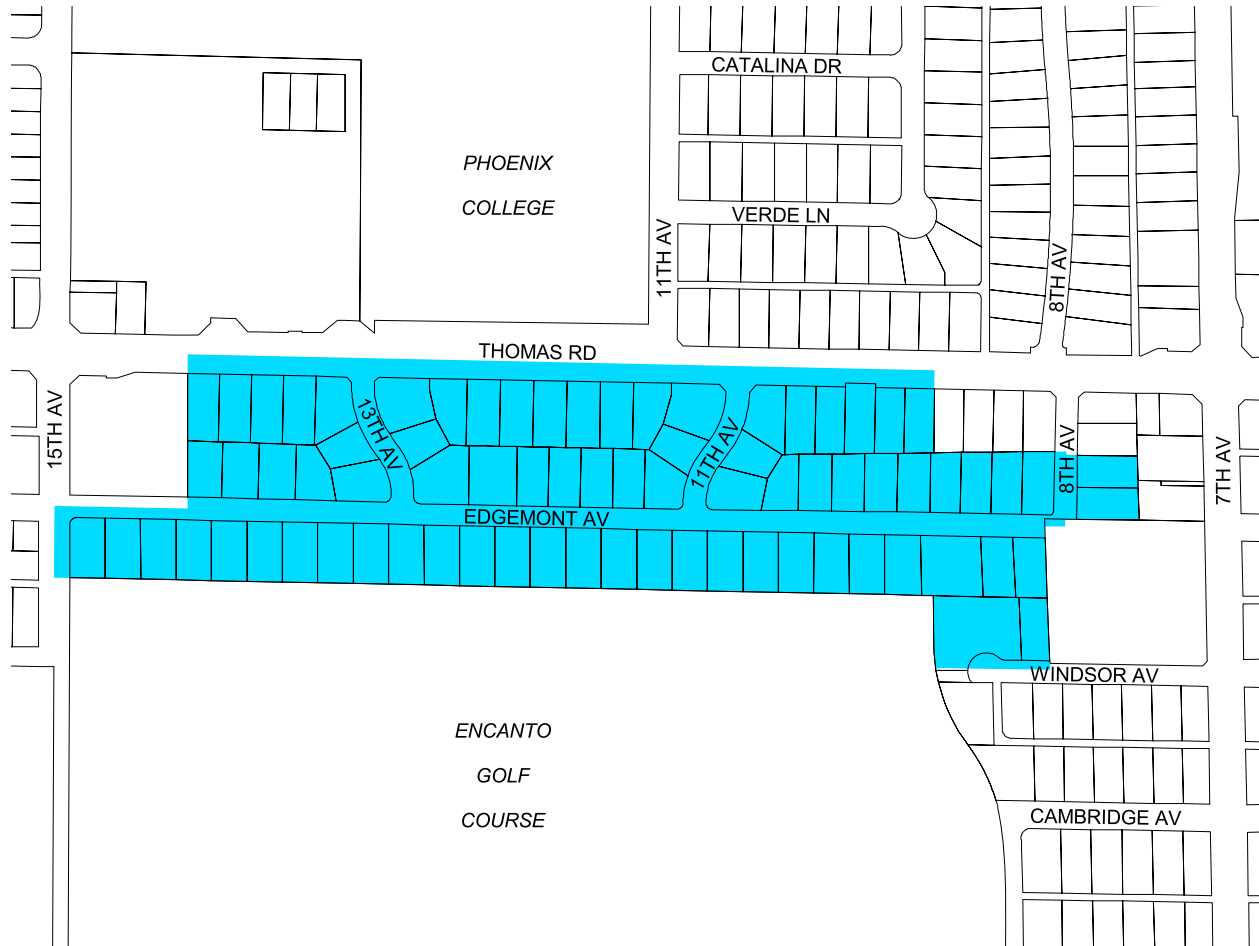 CATALINA DR
PHOENIX
COLLEGE
VERDE LN
11TH AV
8TH AV
THOMAS RD
15TH AV
13TH AV
11TH AV
8TH AV
7TH AV
EDGEMONT AV
WINDSOR AV
ENCANTO
GOLF
COURSE
CAMBRIDGE AV